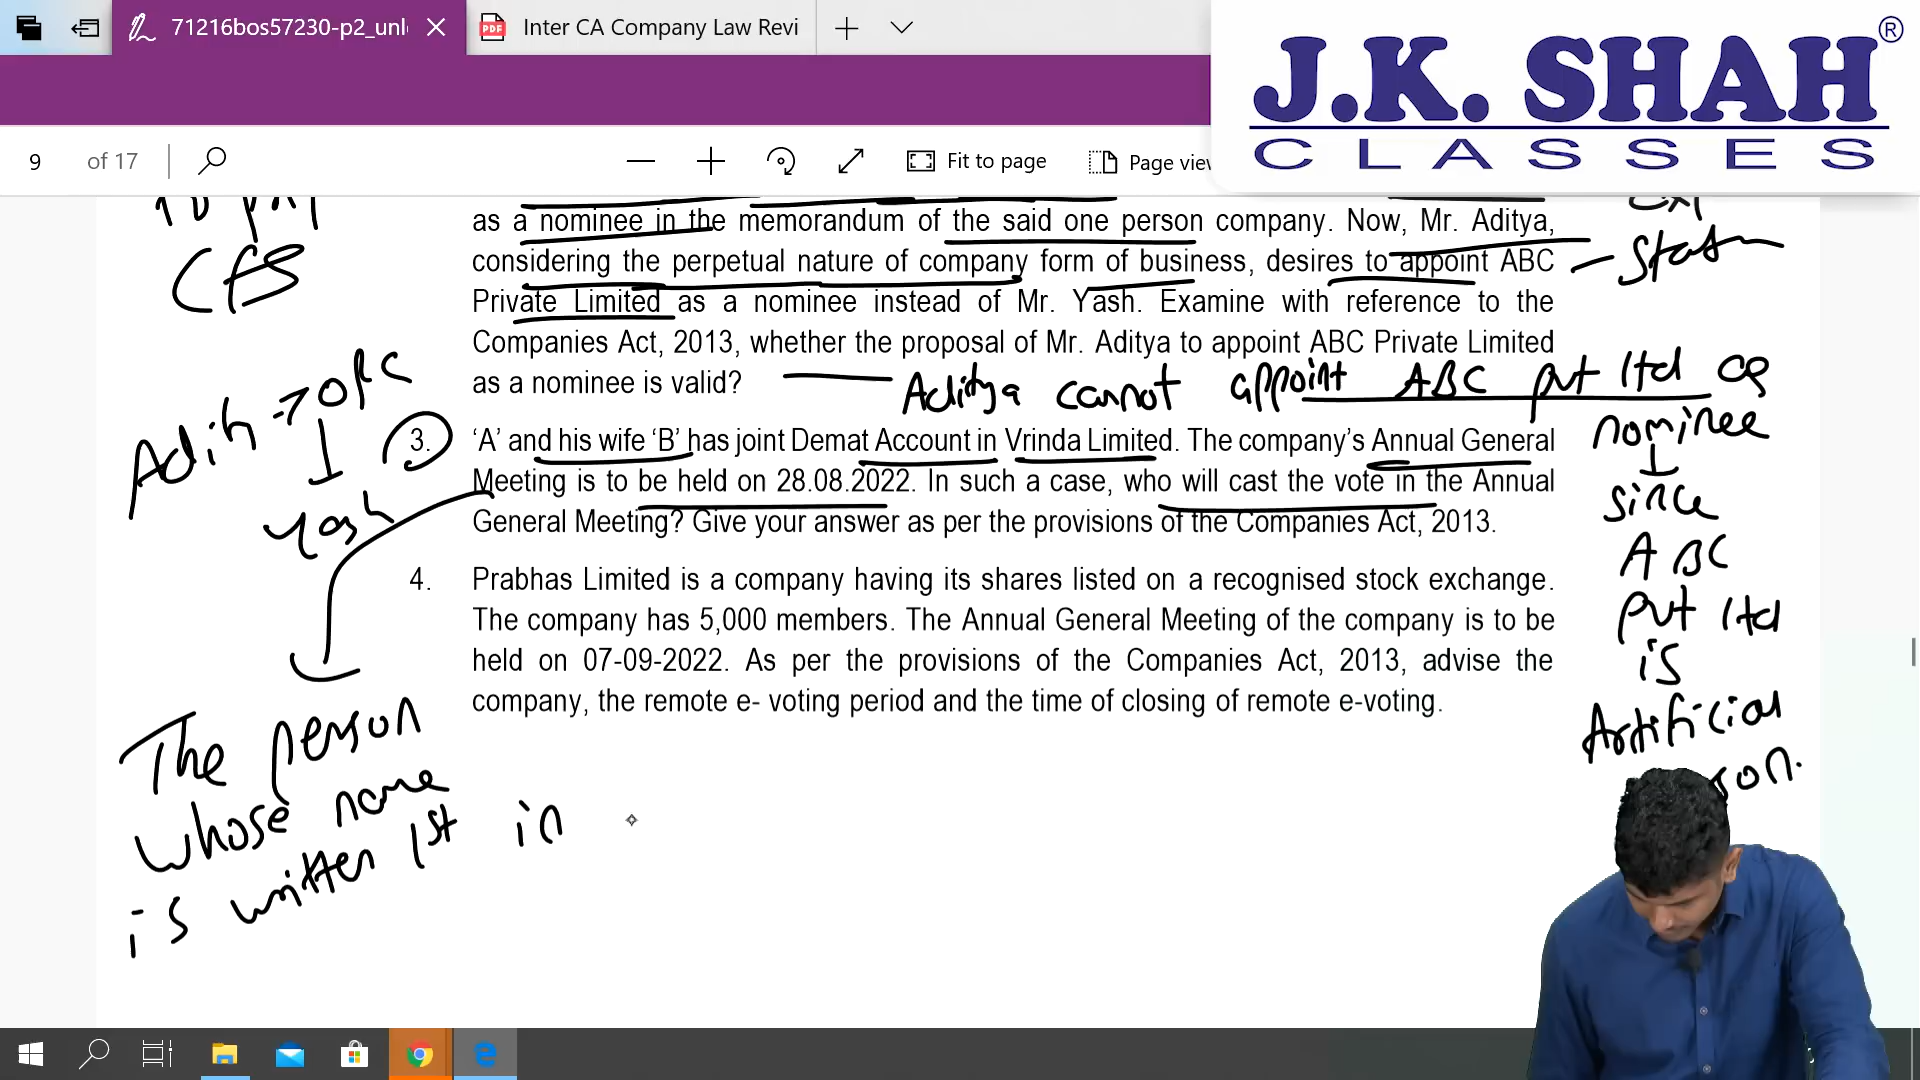 71216bos57230-p2_unl
Inter CA Company Law Revi
J.K. SHAH®
CLASSES
9 of 17
Fit to page
Page view
CFS
as a nominee in the memorandum of the said one person company. Now, Mr. Aditya,
considering the perpetual nature of company form of business, desires to appoint ABC
Private Limited as a nominee instead of Mr. Yash. Examine with reference to the
Companies Act, 2013, whether the proposal of Mr. Aditya to appoint ABC Private Limited
as a nominee is valid?
Aditya cannot appoint ABC pvt ltd as
nominee
since
ABC
pvt ltd
is
Artificial
son.
OPC
Yash
3. ‘A’ and his wife ‘B’ has joint Demat Account in Vrinda Limited. The company’s Annual General
Meeting is to be held on 28.08.2022. In such a case, who will cast the vote in the Annual
General Meeting? Give your answer as per the provisions of the Companies Act, 2013.
4. Prabhas Limited is a company having its shares listed on a recognised stock exchange.
The company has 5,000 members. The Annual General Meeting of the company is to be
held on 07-09-2022. As per the provisions of the Companies Act, 2013, advise the
company, the remote e- voting period and the time of closing of remote e-voting.
The person
whose name
is written 1st in